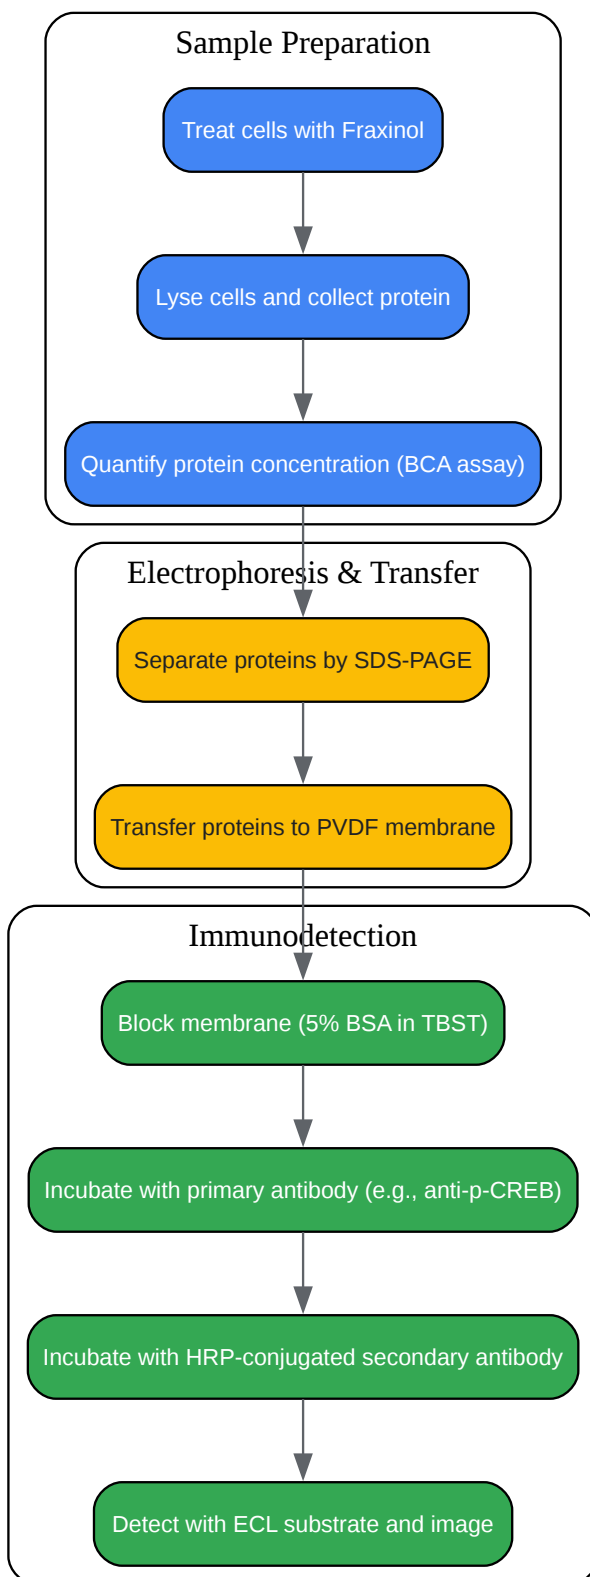 Sample Preparation
Treat cells with Fraxinol
Lyse cells and collect protein
Quantify protein concentration (BCA assay)
Electrophoresis & Transfer
Separate proteins by SDS-PAGE
Transfer proteins to PVDF membrane
Immunodetection
Block membrane (5% BSA in TBST)
Incubate with primary antibody (e.g., anti-p-CREB)
Incubate with HRP-conjugated secondary antibody
Detect with ECL substrate and image